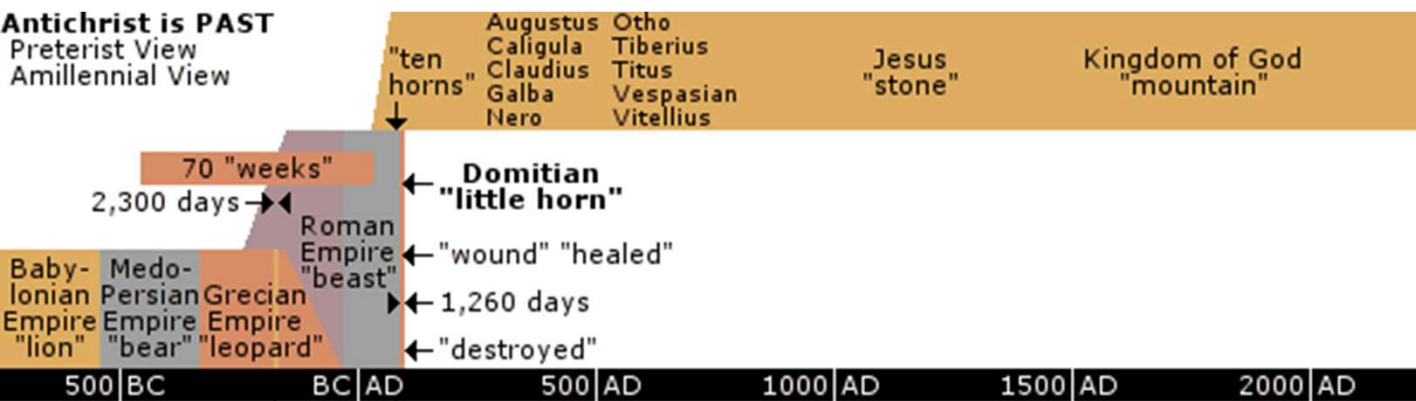 Antichrist is PAST
Preterist View
Amillennial View
"ten
horns"
Augustus Otho
Caligula Tiberius
Claudius Titus
Galba Vespasian
Nero Vitellius
Jesus
"stone"
Kingdom of God
"mountain"
70 "weeks"
2,300 days
Domitian
"little horn"
Roman
Empire
"beast"
"wound" "healed"
1,260 days
"destroyed"
Baby-
lonian
Empire
"lion"
Medo-
Persian
Empire
"bear"
Grecian
Empire
"leopard"
500 BC BC AD 500 AD 1000 AD 1500 AD 2000 AD